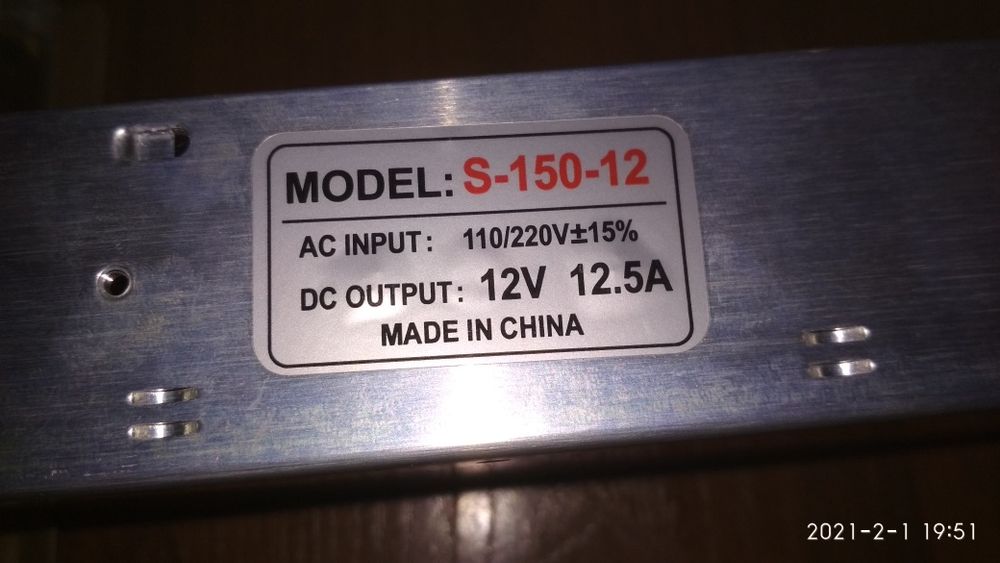 MODEL: S-150-12
AC INPUT: 110/220V±15%
DC OUTPUT: 12V 12.5A
MADE IN CHINA
2021-2-1 19:51